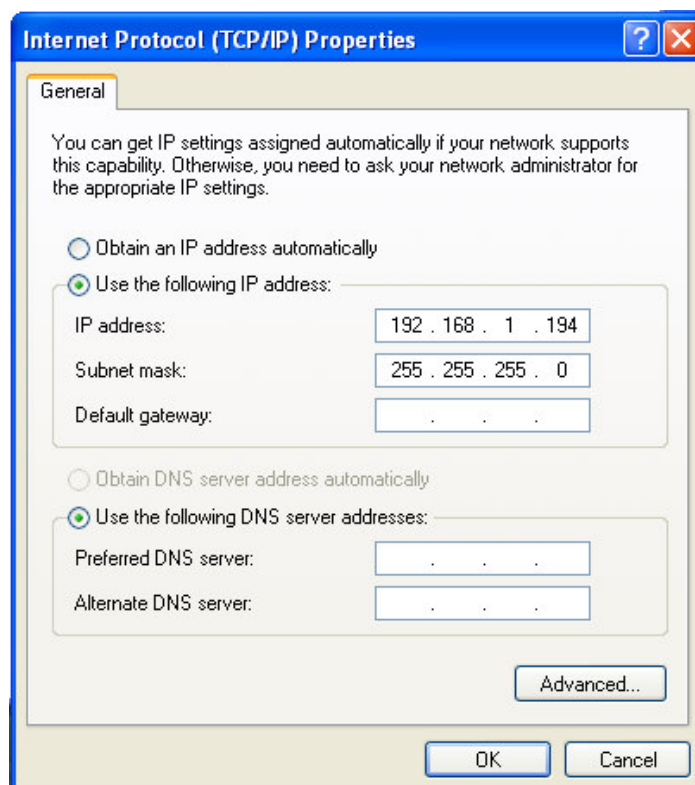 Internet Protocol (TCP/IP) Properties
General
You can get IP settings assigned automatically if your network supports
this capability. Otherwise, you need to ask your network administrator for
the appropriate IP settings.
Obtain an IP address automatically
Use the following IP address:
IP address: 192 . 168 . 1 . 194
Subnet mask: 255 . 255 . 255 . 0
Default gateway: . . .
Obtain DNS server address automatically
Use the following DNS server addresses:
Preferred DNS server: . . .
Alternate DNS server: . . .
Advanced...
OK Cancel